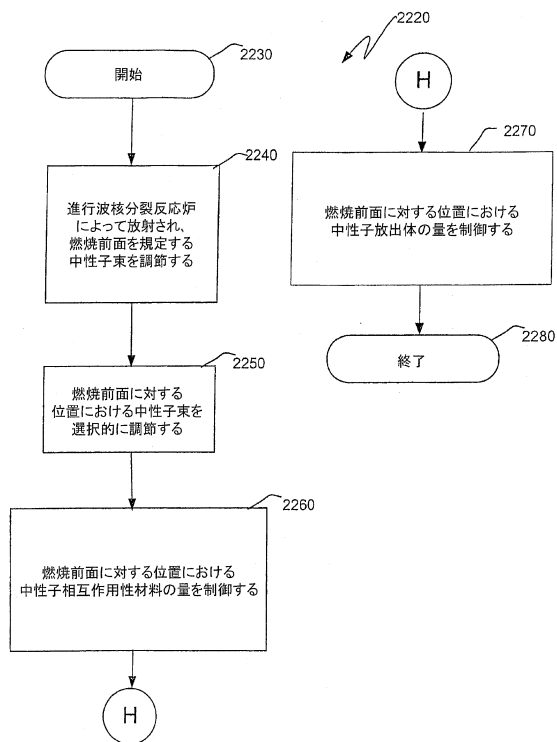 2230
開始
2240
進行波核分裂反応炉
によって放射され、
燃焼前面を規定する
中性子束を調節する
2250
燃焼前面に対する
位置における中性子束を
選択的に調節する
2260
燃焼前面に対する位置における
中性子相互作用性材料の量を制御する
H
2220
H
2270
燃焼前面に対する位置における
中性子放出体の量を制御する
2280
終了